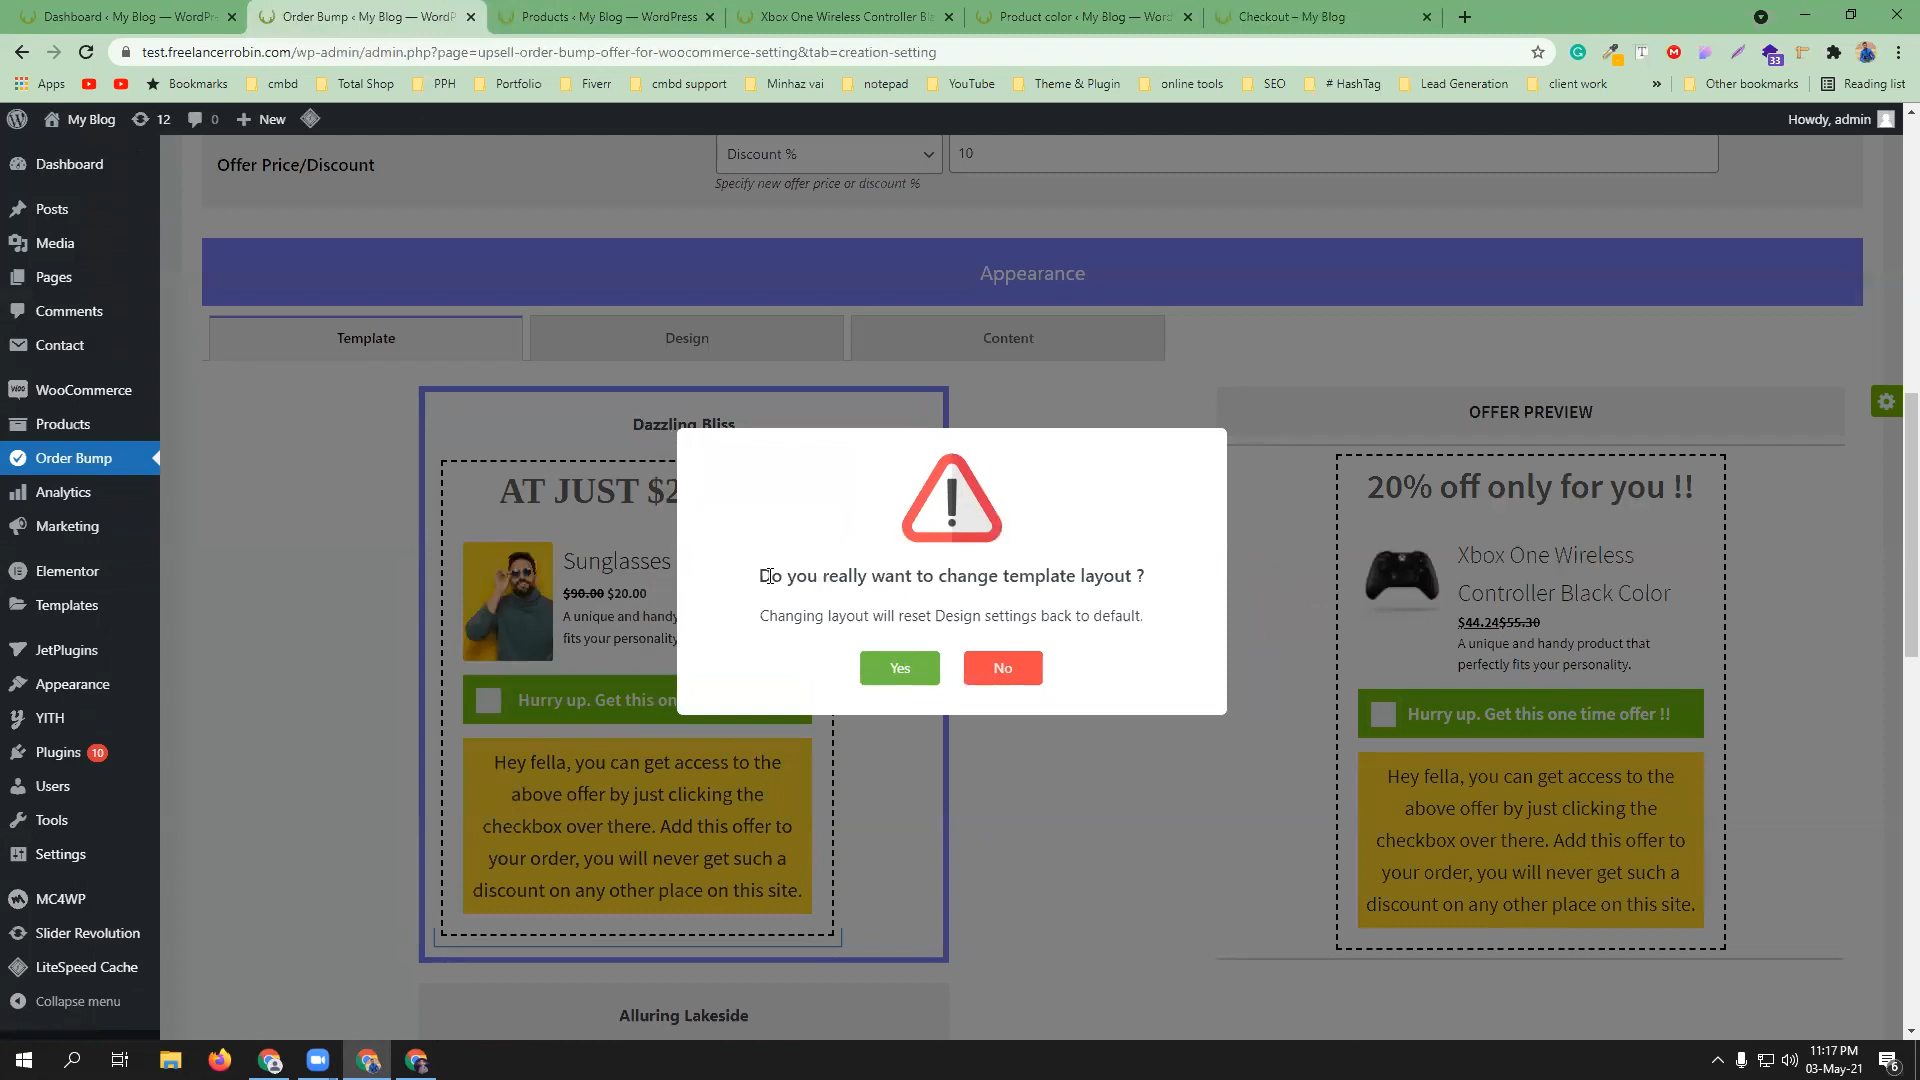 Dashboard ‹ My Blog — WordPr
Order Bump ‹ My Blog — WordP
Products ‹ My Blog — WordPress
Xbox One Wireless Controller Bl
Product color ‹ My Blog — Word
Checkout – My Blog
test.freelancerrobin.com/wp-admin/admin.php?page=upsell-order-bump-offer-for-woocommerce-setting&tab=creation-setting
33
Apps
Bookmarks
cmbd
Total Shop
PPH
Portfolio
Fiverr
cmbd support
Minhaz vai
notepad
YouTube
Theme & Plugin
online tools
SEO
# HashTag
Lead Generation
client work
»
Other bookmarks
Reading list
My Blog
12
0
New
Howdy, admin
Dashboard
Posts
Media
Pages
Comments
Contact
WooCommerce
Products
Order Bump
Analytics
Marketing
Elementor
Templates
JetPlugins
Appearance
YITH
Plugins 10
Users
Tools
Settings
MC4WP
Slider Revolution
LiteSpeed Cache
Collapse menu
Offer Price/Discount
Discount %
10
Specify new offer price or discount %
Appearance
Template
Design
Content
Dazzling Bliss
AT JUST $2
Sunglasses
$90.00 $20.00
A unique and handy
fits your personality
Hurry up. Get this on
Hey fella, you can get access to the
above offer by just clicking the
checkbox over there. Add this offer to
your order, you will never get such a
discount on any other place on this site.
Alluring Lakeside
Do you really want to change template layout ?
Changing layout will reset Design settings back to default.
Yes
No
OFFER PREVIEW
20% off only for you !!
Xbox One Wireless
Controller Black Color
$44.24$55.30
A unique and handy product that
perfectly fits your personality.
Hurry up. Get this one time offer !!
Hey fella, you can get access to the
above offer by just clicking the
checkbox over there. Add this offer to
your order, you will never get such a
discount on any other place on this site.
11:17 PM
03-May-21
6